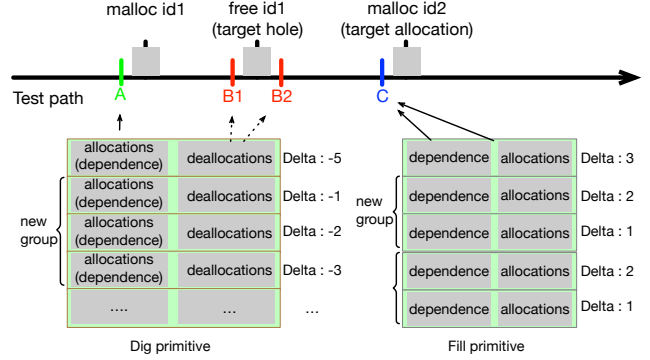 malloc id1
free id1
(target hole)
malloc id2
(target allocation)
Test path
A
B1
B2
C
allocations
(dependence)
deallocations
Delta : -5
allocations
(dependence)
deallocations
Delta : -1
new
group
allocations
(dependence)
deallocations
Delta : -2
allocations
(dependence)
deallocations
Delta : -3
....
...
...
Dig primitive
dependence
allocations
Delta : 3
new
group
dependence
allocations
Delta : 2
dependence
allocations
Delta : 1
dependence
allocations
Delta : 2
dependence
allocations
Delta : 1
Fill primitive